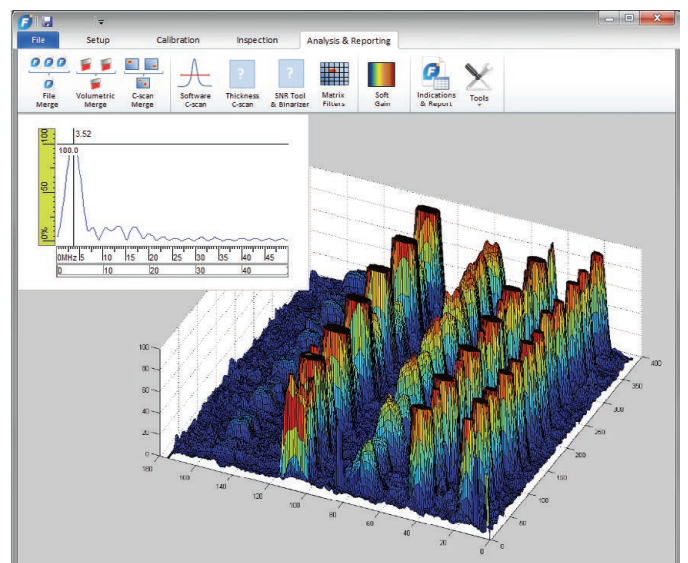 File Setup Calibration Inspection Analysis & Reporting
File Merge
Volumetric Merge
C-scan Merge
Software C-scan
? Thickness C-scan
? SNR Tool & Binarizer
Matrix Filters
Soft Gain
Indications & Report
Tools
3.52
100
100.0
50
0%
0MHz 5 10 15 20 25 30 35 40 45
0 10 20 30 40
100
80
60
40
20
0
180 160 140 120 100 80 60 40 20 0
0 50 100 150 200 250 300 350 400